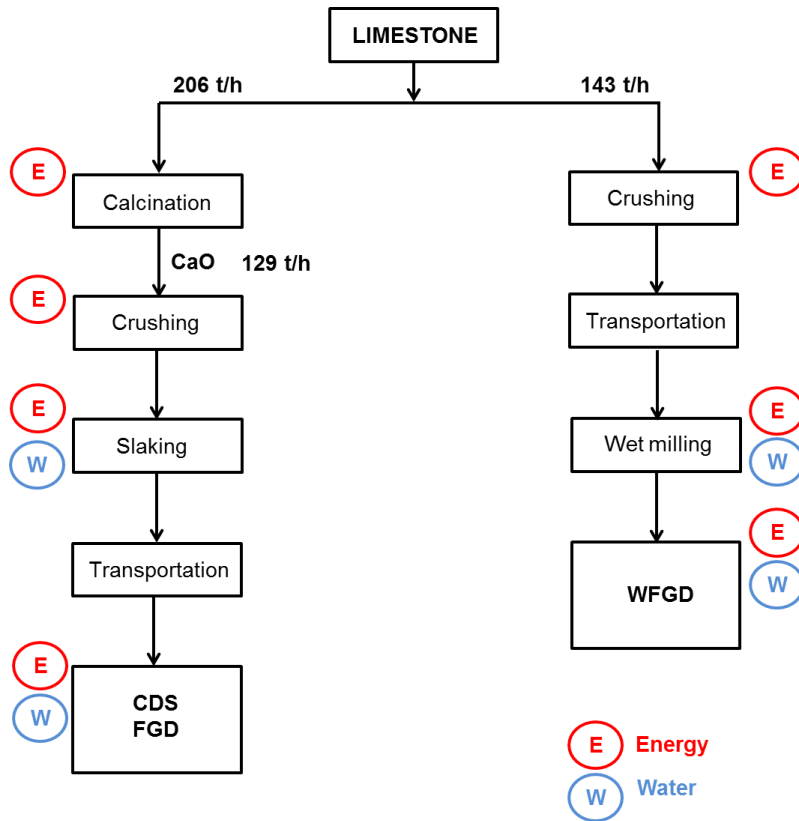 LIMESTONE
206 t/h
143 t/h
E
Calcination
Crushing
E
CaO 129 t/h
E
Crushing
Transportation
E
W
Slaking
Wet milling
E
W
Transportation
WFGD
E
W
E
W
CDS
FGD
E Energy
W Water